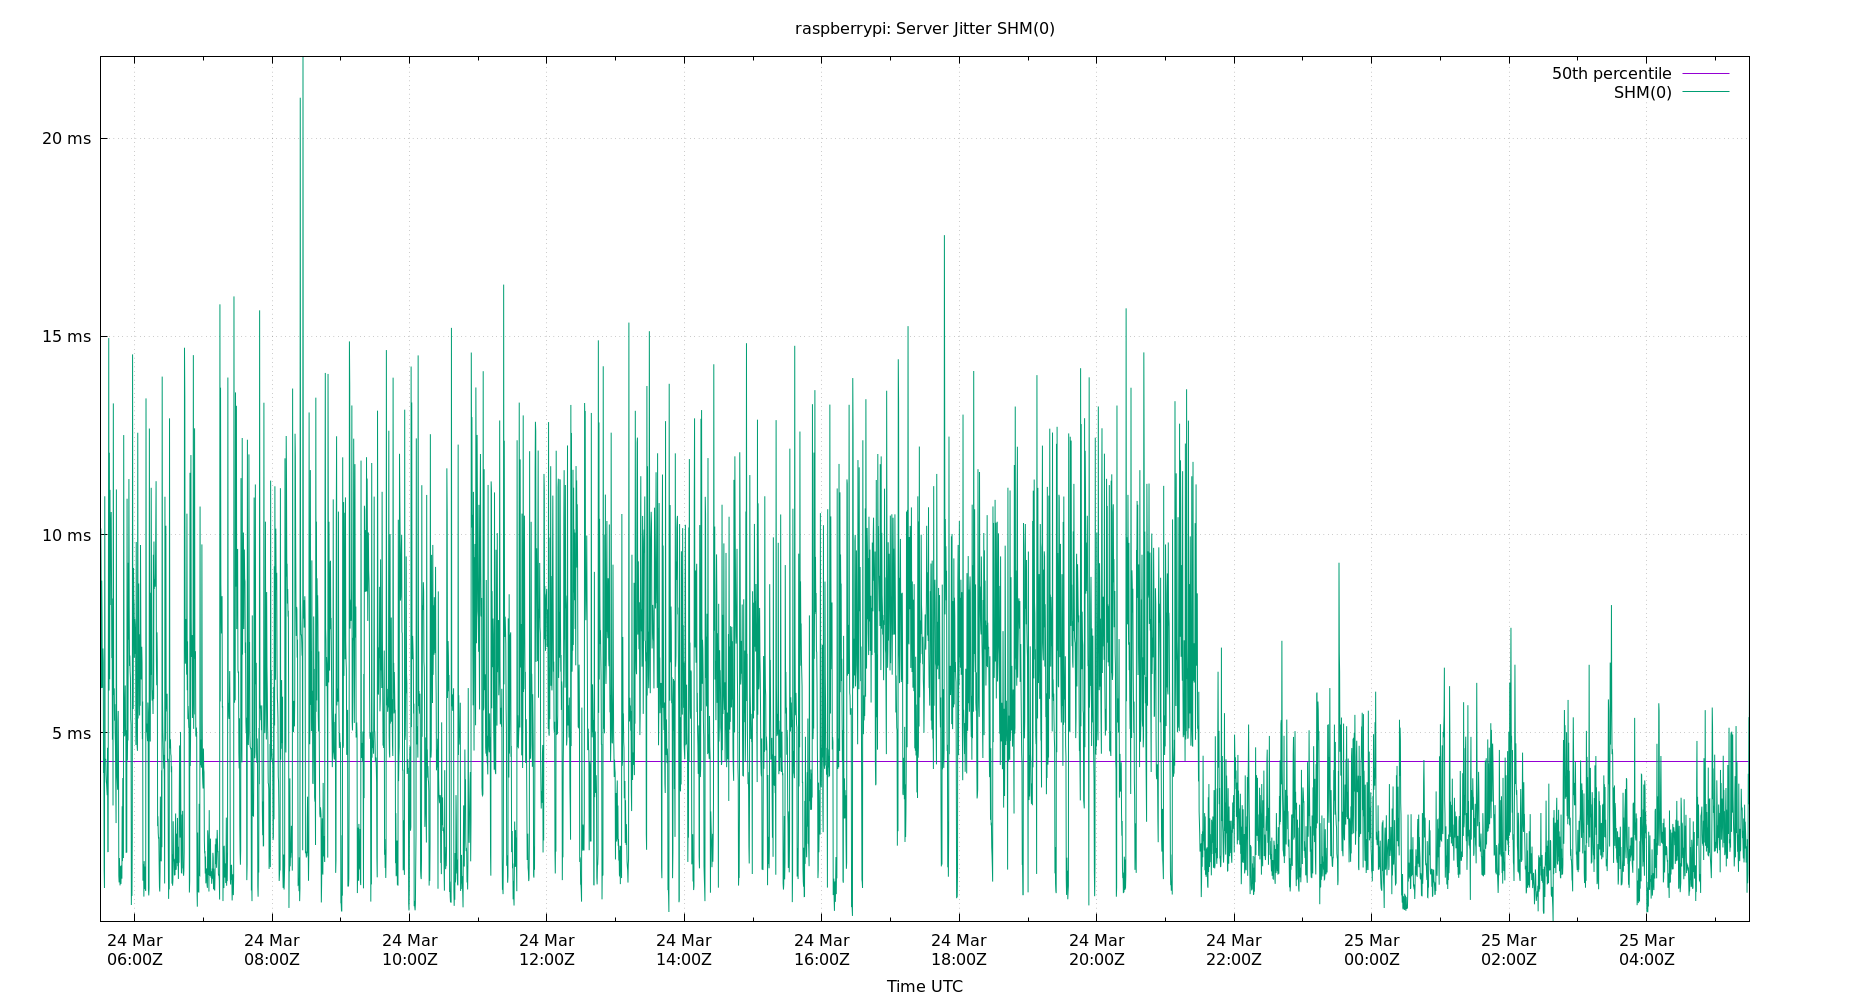 raspberrypi: Server Jitter SHM(0)
50th percentile
SHM(0)
20 ms
15 ms
10 ms
5 ms
24 Mar 24 Mar 24 Mar 24 Mar 24 Mar 24 Mar 24 Mar 24 Mar 24 Mar 25 Mar 25 Mar 25 Mar
06:00Z 08:00Z 10:00Z 12:00Z 14:00Z 16:00Z 18:00Z 20:00Z 22:00Z 00:00Z 02:00Z 04:00Z
Time UTC